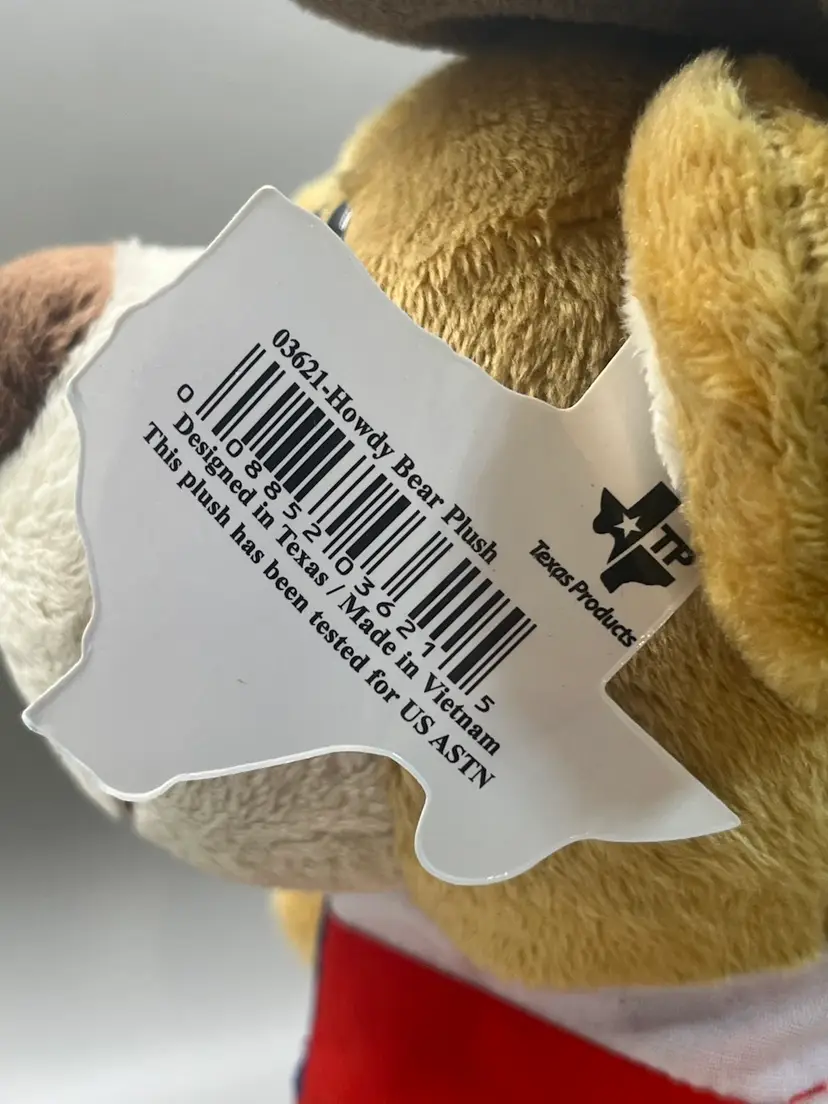 03621-Howdy Bear Plush
0 08852 03621 5
Designed in Texas / Made in Vietnam
This plush has been tested for US ASTN
TP
Texas Products